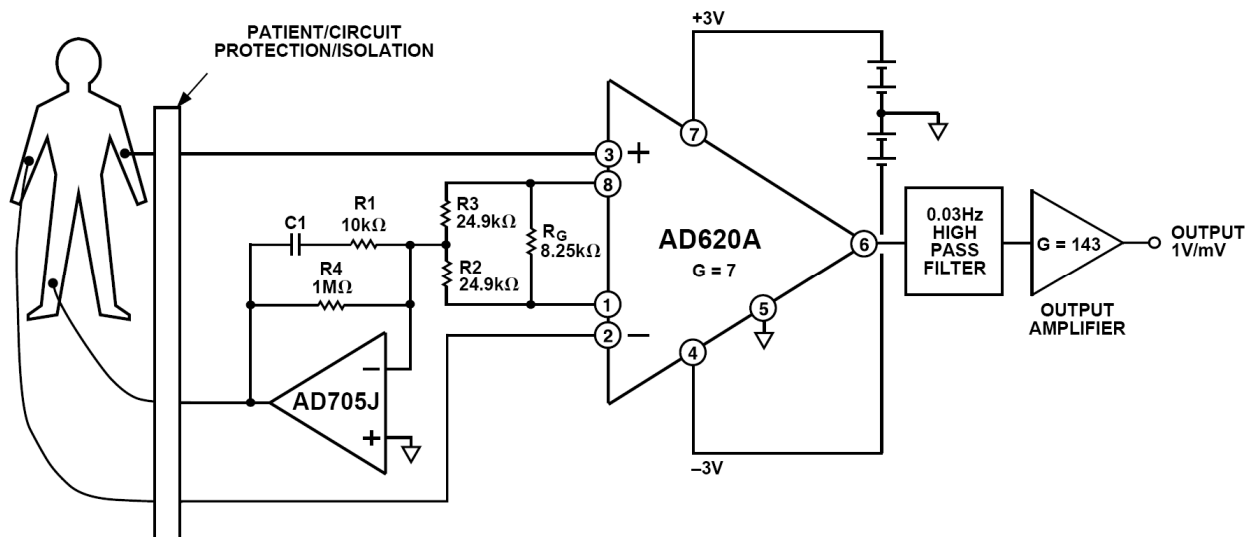 PATIENT/CIRCUIT
PROTECTION/ISOLATION
+3V
7
3
+
8
R1
10kΩ
C1
R3
24.9kΩ
RG
8.25kΩ
R4
1MΩ
R2
24.9kΩ
AD620A
G = 7
6
0.03Hz
HIGH
PASS
FILTER
G = 143
OUTPUT
1V/mV
OUTPUT
AMPLIFIER
1
2
–
5
4
–
AD705J
+
–3V